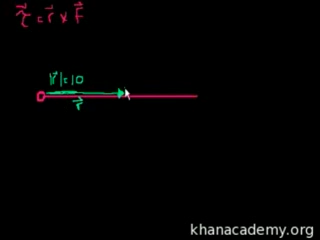 τ⃗ = r⃗ × F⃗
|r⃗| = 10
r⃗
khanacademy.org